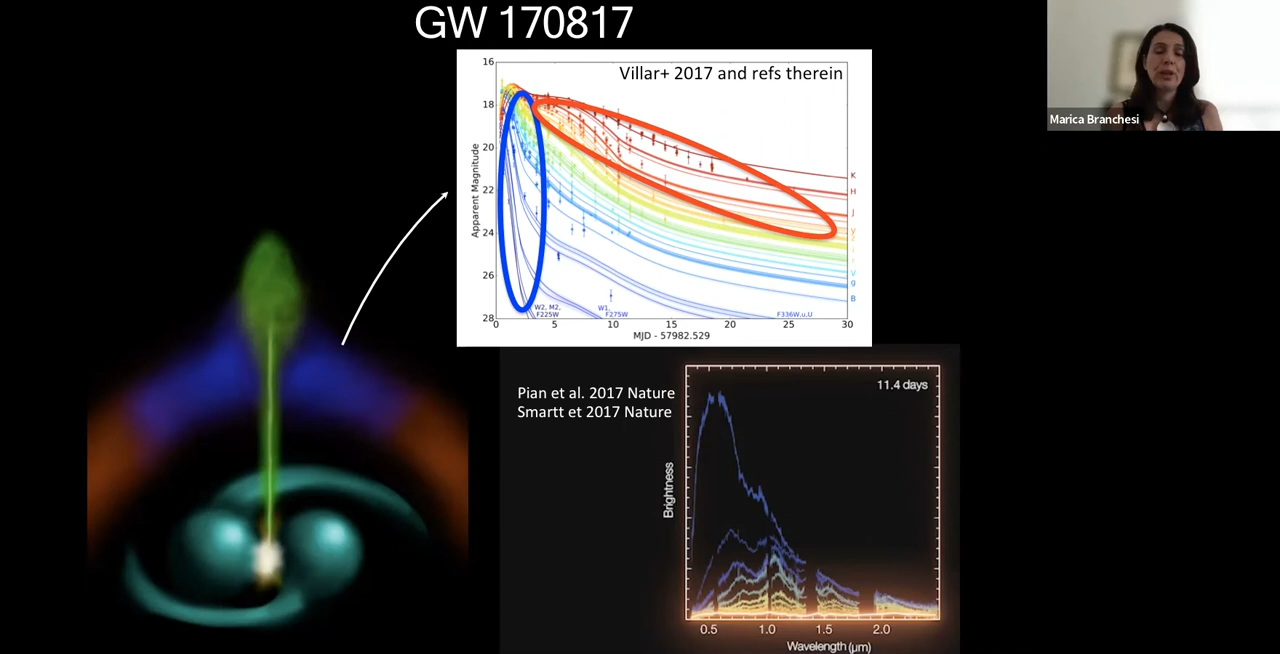 GW 170817
Marica Branchesi
Villar+ 2017 and refs therein
Apparent Magnitude
16
18
20
22
24
26
28
K
H
J
y
V
g
B
W2, M2,
F225W
W1,
F275W
F336W,u,U
0 5 10 15 20 25 30
MJD - 57982.529
Pian et al. 2017 Nature
Smartt et 2017 Nature
11.4 days
Brightness
0.5 1.0 1.5 2.0
Wavelength (μm)